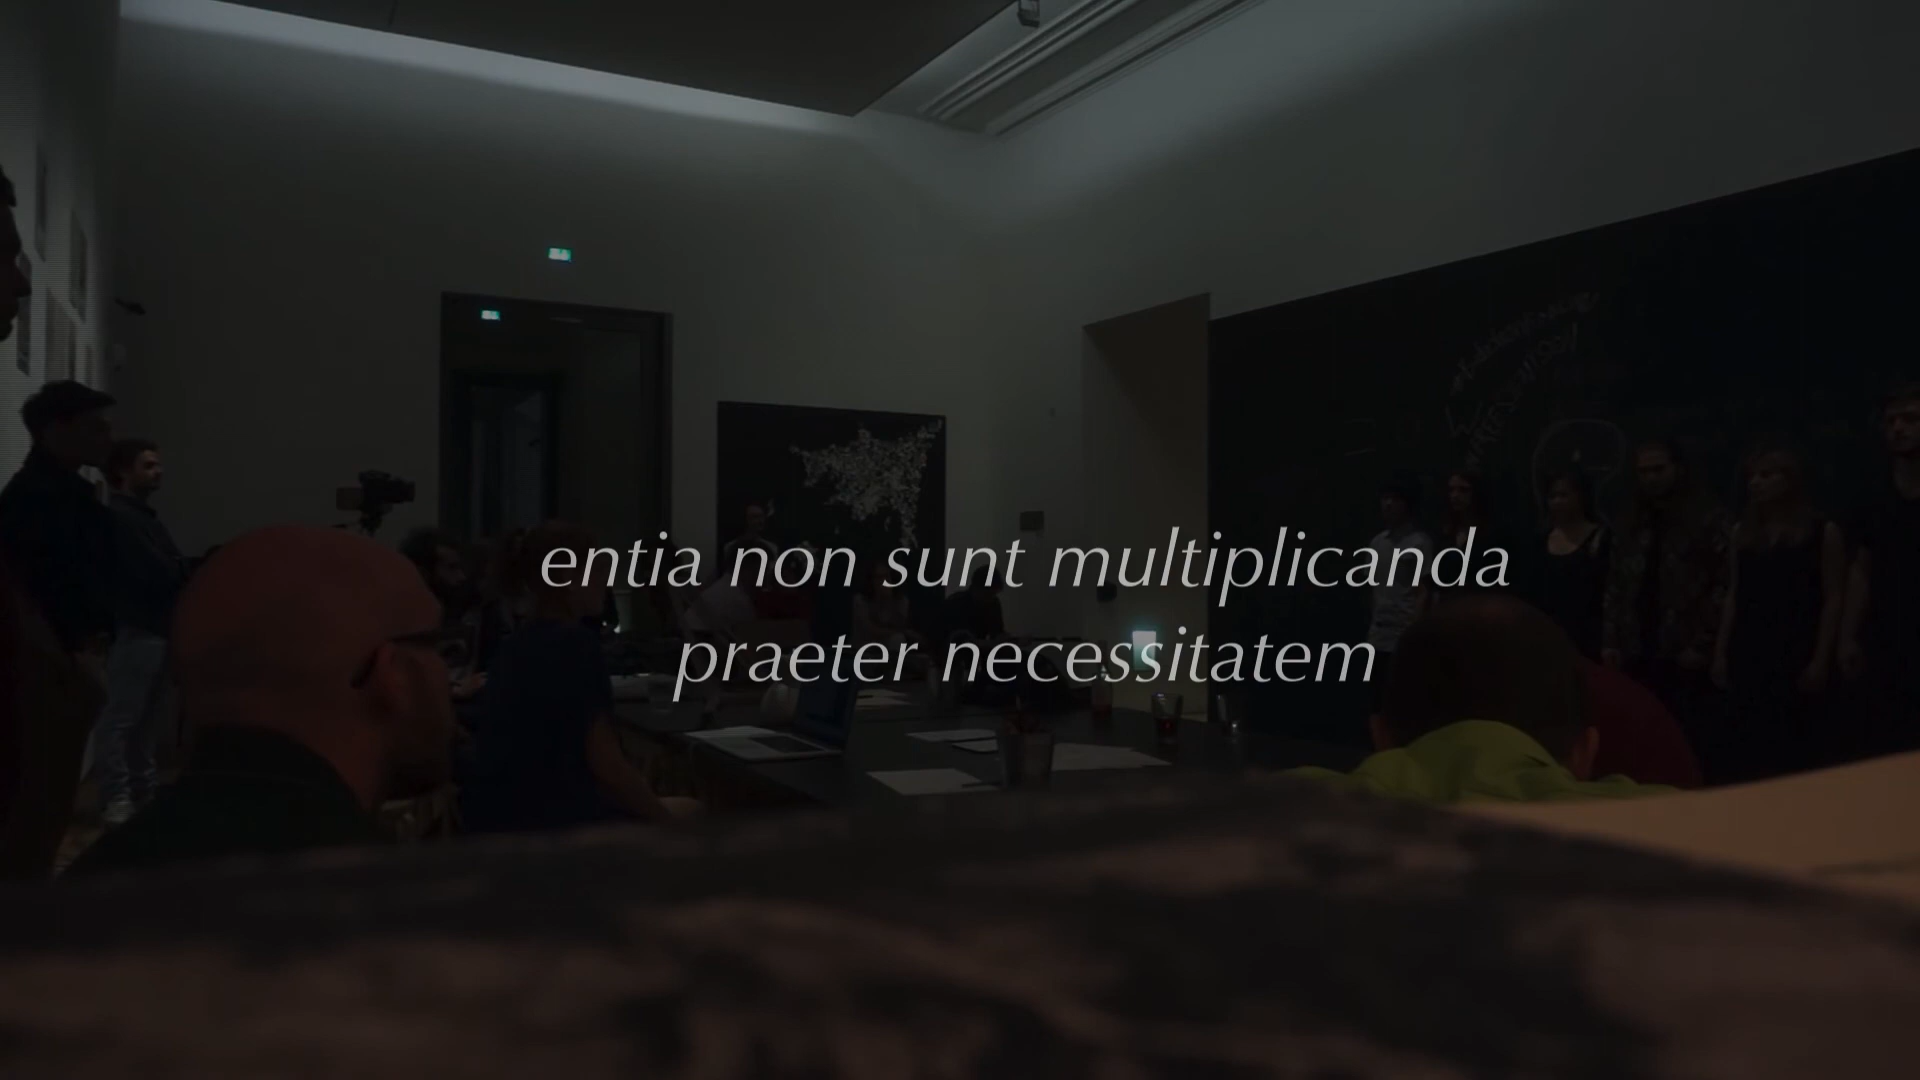 entia non sunt multiplicanda
praeter necessitatem